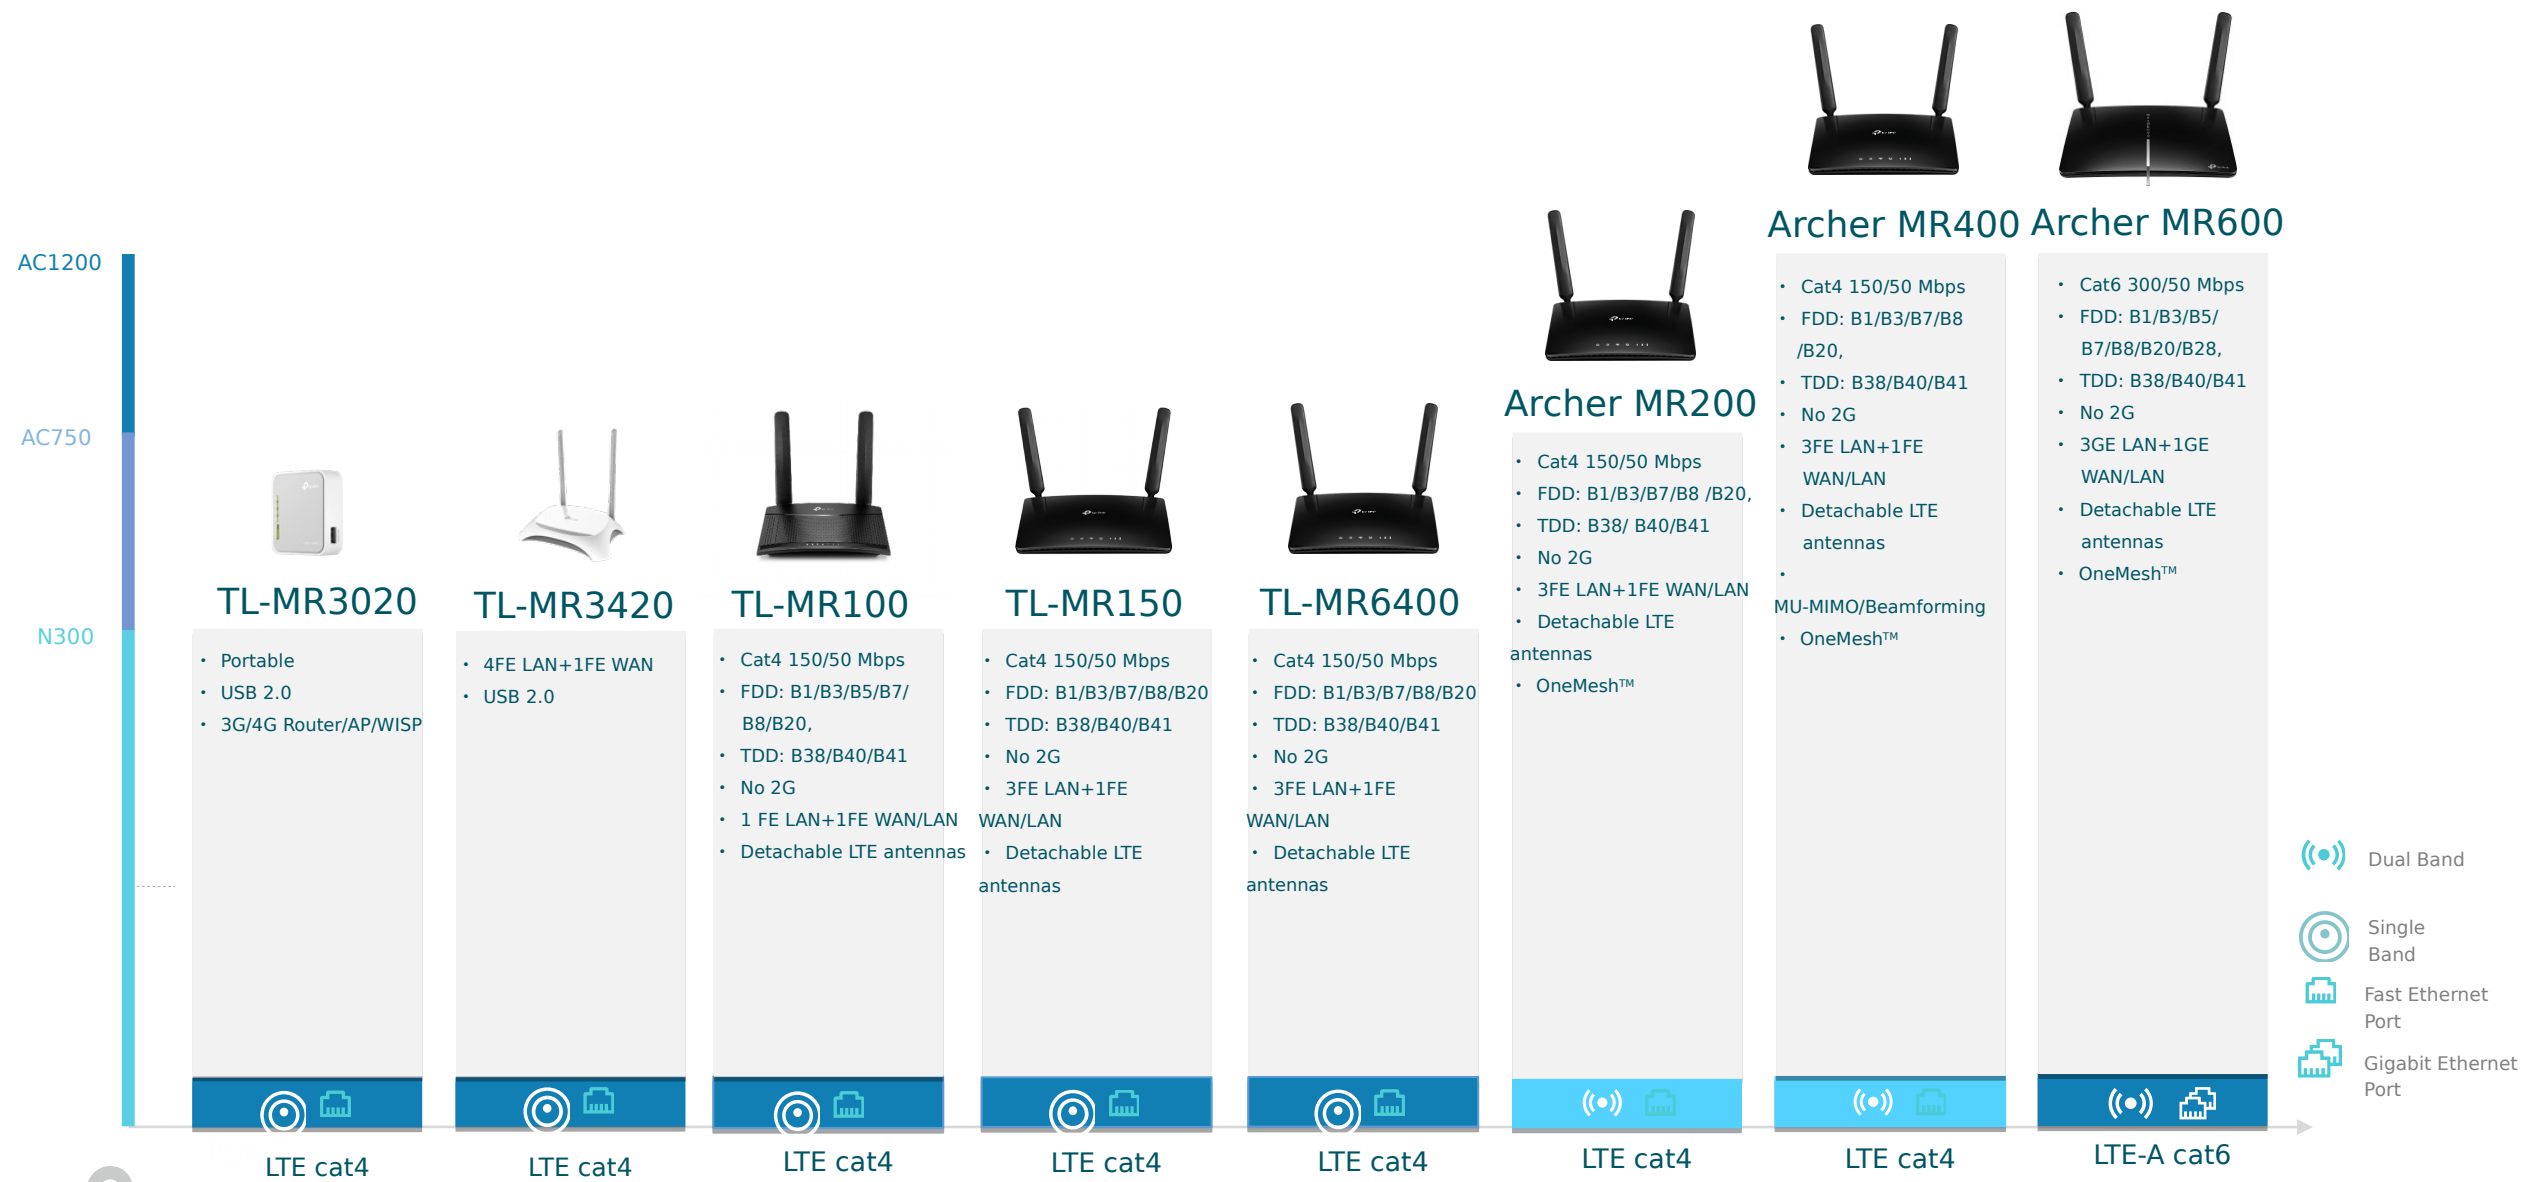 Archer MR400
Archer MR600
AC1200
AC750
N300
TL-MR3020
• Portable
• USB 2.0
• 3G/4G Router/AP/WISP
LTE cat4
TL-MR3420
• 4FE LAN+1FE WAN
• USB 2.0
LTE cat4
TL-MR100
• Cat4 150/50 Mbps
• FDD: B1/B3/B5/B7/
B8/B20,
• TDD: B38/B40/B41
• No 2G
• 1 FE LAN+1FE WAN/LAN
• Detachable LTE antennas
LTE cat4
TL-MR150
• Cat4 150/50 Mbps
• FDD: B1/B3/B7/B8/B20
• TDD: B38/B40/B41
• No 2G
• 3FE LAN+1FE
WAN/LAN
• Detachable LTE
antennas
LTE cat4
TL-MR6400
• Cat4 150/50 Mbps
• FDD: B1/B3/B7/B8/B20
• TDD: B38/B40/B41
• No 2G
• 3FE LAN+1FE
WAN/LAN
• Detachable LTE
antennas
LTE cat4
Archer MR200
• Cat4 150/50 Mbps
• FDD: B1/B3/B7/B8 /B20,
• TDD: B38/ B40/B41
• No 2G
• 3FE LAN+1FE WAN/LAN
• Detachable LTE
antennas
• OneMesh™
LTE cat4
• Cat4 150/50 Mbps
• FDD: B1/B3/B7/B8
/B20,
• TDD: B38/B40/B41
• No 2G
• 3FE LAN+1FE
WAN/LAN
• Detachable LTE
antennas
•
MU-MIMO/Beamforming
• OneMesh™
LTE cat4
• Cat6 300/50 Mbps
• FDD: B1/B3/B5/
B7/B8/B20/B28,
• TDD: B38/B40/B41
• No 2G
• 3GE LAN+1GE
WAN/LAN
• Detachable LTE
antennas
• OneMesh™
LTE-A cat6
Dual Band
Single
Band
Fast Ethernet
Port
Gigabit Ethernet
Port